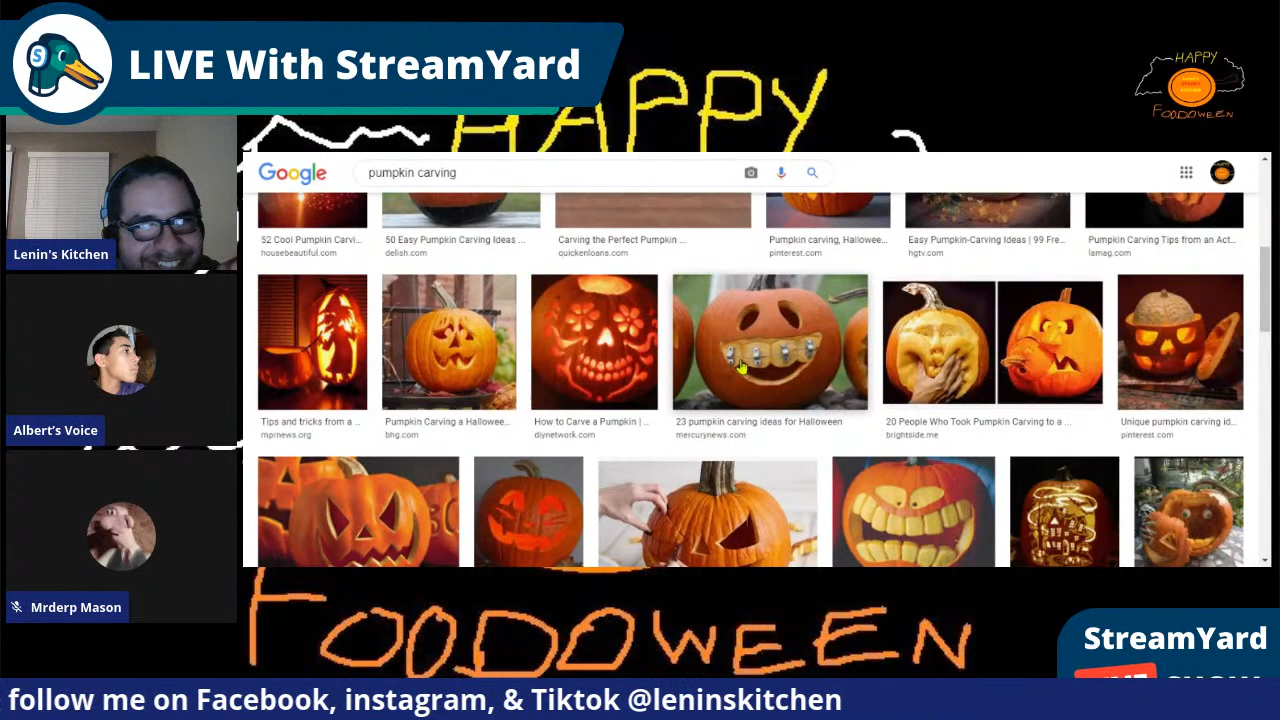 S
LIVE With StreamYard
HAPPY
HAPPY
FOODOWEEN
Google
pumpkin carving
52 Cool Pumpkin Carvi...
housebeautiful.com
50 Easy Pumpkin Carving Ideas ...
delish.com
Carving the Perfect Pumpkin ...
quickenloans.com
Pumpkin carving, Hallowee...
pinterest.com
Easy Pumpkin-Carving Ideas | 99 Fre...
hgtv.com
Pumpkin Carving Tips from an Act...
lamag.com
Lenin's Kitchen
Tips and tricks from a ...
mprnews.org
Pumpkin Carving a Hallowee...
bhg.com
How to Carve a Pumpkin | ...
diynetwork.com
23 pumpkin carving ideas for Halloween
mercurynews.com
20 People Who Took Pumpkin Carving to a ...
brightside.me
Unique pumpkin carving id...
pinterest.com
Albert's Voice
Mrderp Mason
FOODOWEEN
StreamYard
follow me on Facebook, instagram, & Tiktok @leninskitchen